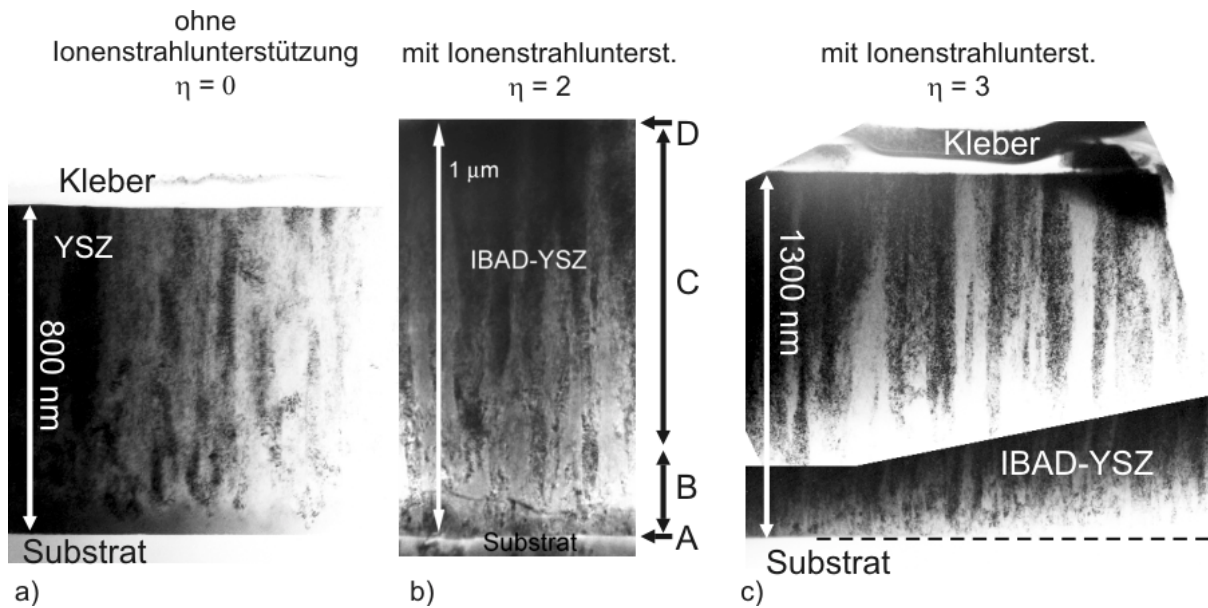 ohne
Ionenstrahlunterstützung
η = 0
mit Ionenstrahlunterst.
η = 2
mit Ionenstrahlunterst.
η = 3
Kleber
YSZ
800 nm
Substrat
a)
1 μm
IBAD-YSZ
Substrat
D
C
B
A
b)
Kleber
1300 nm
IBAD-YSZ
Substrat
c)